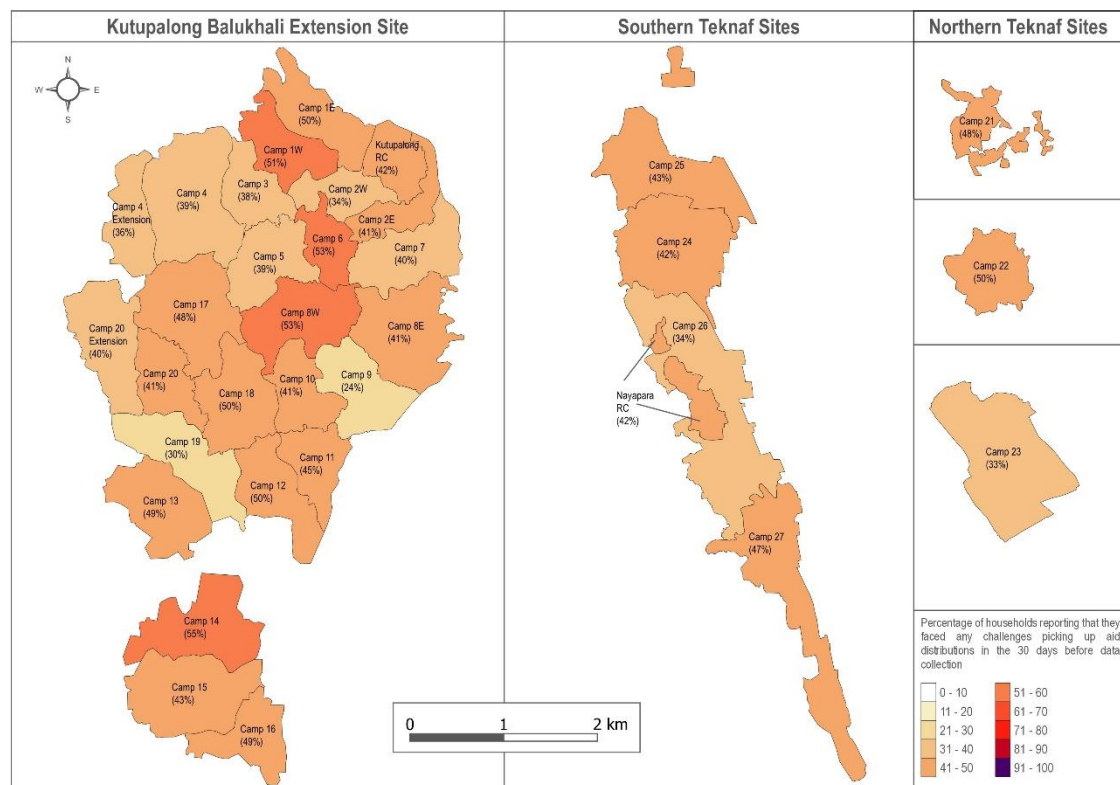 Kutupalong Balukhali Extension Site
Southern Teknaf Sites
Northern Teknaf Sites
N
W E
S
Camp 1E
(50%)
Camp 1W
(51%)
Kutupalong
RC
(42%)
Camp 3
(38%)
Camp 4
(39%)
Camp 2W
(34%)
Camp 4
Extension
(36%)
Camp 2E
(41%)
Camp 6
(53%)
Camp 7
(40%)
Camp 5
(39%)
Camp 17
(48%)
Camp 8W
(53%)
Camp 8E
(41%)
Camp 20
Extension
(40%)
Camp 20
(41%)
Camp 18
(50%)
Camp 10
(41%)
Camp 9
(24%)
Camp 19
(30%)
Camp 11
(45%)
Camp 12
(50%)
Camp 13
(49%)
Camp 14
(55%)
Camp 15
(43%)
Camp 16
(49%)
0 1 2 km
Camp 25
(43%)
Camp 24
(42%)
Camp 26
(34%)
Nayapara
RC
(42%)
Camp 27
(47%)
Camp 21
(48%)
Camp 22
(50%)
Camp 23
(33%)
Percentage of households reporting that they
faced any challenges picking up aid
distributions in the 30 days before data
collection
0 - 10
11 - 20
21 - 30
31 - 40
41 - 50
51 - 60
61 - 70
71 - 80
81 - 90
91 - 100